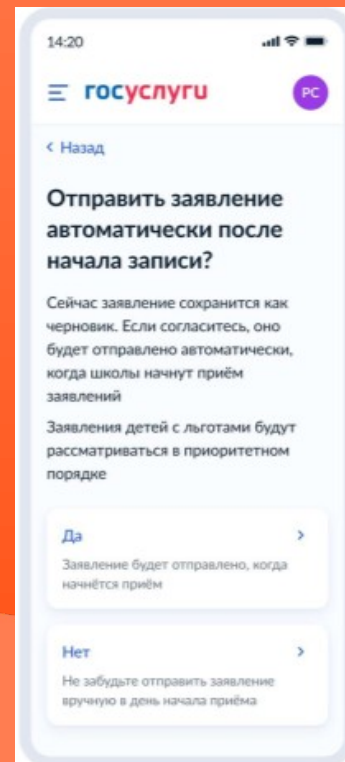 14:20
госуслуги
РС
Назад
Отправить заявление
автоматически после
начала записи?
Сейчас заявление сохранится как
черновик. Если согласитесь, оно
будет отправлено автоматически,
когда школы начнут приём
заявлений
Заявления детей с льготами будут
рассматриваться в приоритетном
порядке
Да
Заявление будет отправлено, когда
начнётся приём
Нет
Не забудьте отправить заявление
вручную в день начала приёма